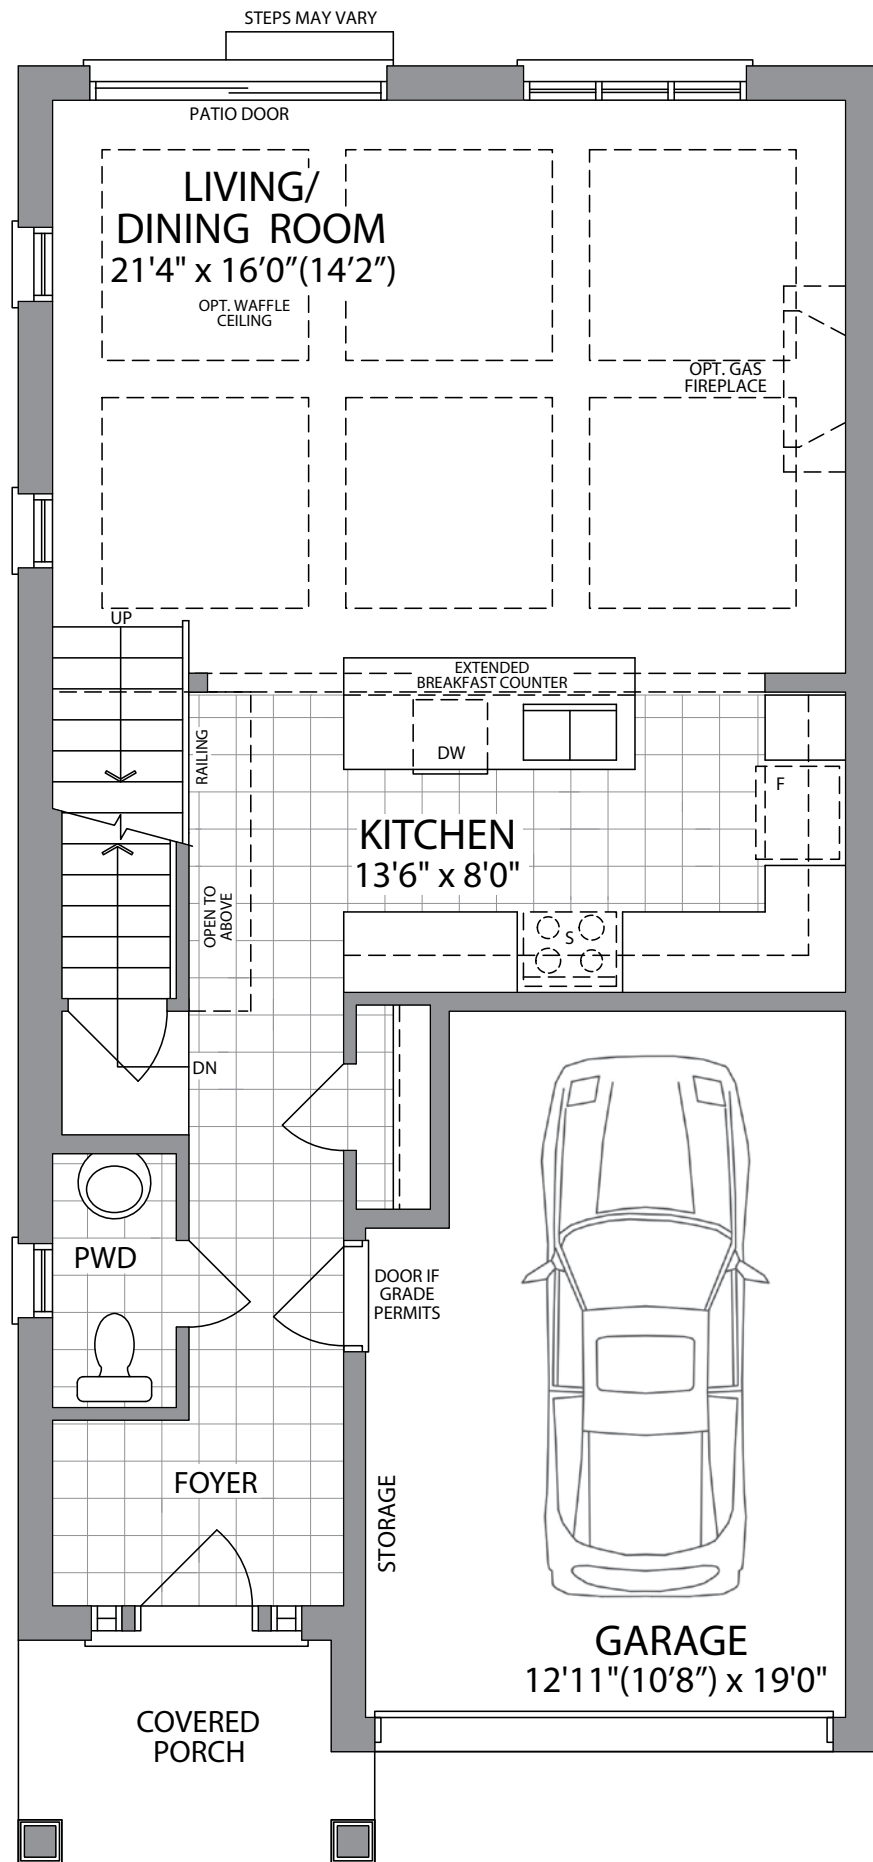 STEPS MAY VARY
PATIO DOOR
LIVING/
DINING ROOM
21'4" x 16’0”(14’2”)
OPT. WAFFLE
CEILING
OPT. GAS
FIREPLACE
UP
EXTENDED
BREAKFAST COUNTER
RAILING
DW
F
KITCHEN
13'6" x 8'0"
OPEN TO
ABOVE
S
DN
PWD
DOOR IF
GRADE
PERMITS
FOYER
STORAGE
GARAGE
12'11"(10’8”) x 19'0"
COVERED
PORCH